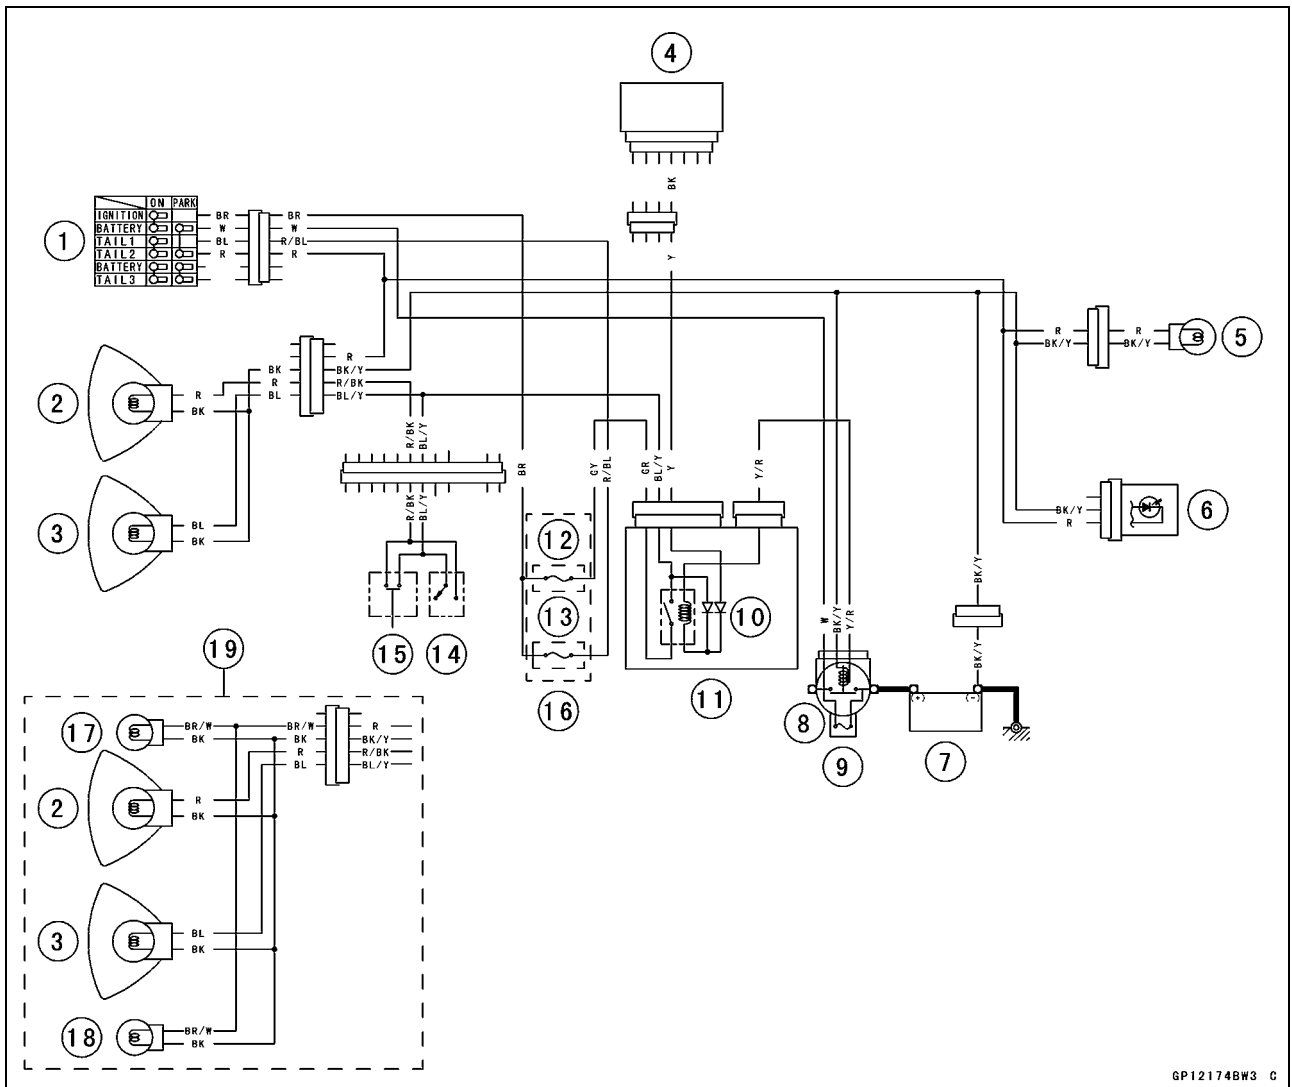 4
BK
ON PARK
IGNITION
BATTERY
TAIL1
TAIL2
BATTERY
TAIL3
1
BR BR
W W
BL R/BL
R R
Y
R
BK BK/Y
R R/BK
BL BL/Y
2
R
BK
3
BL
BK
R/BK
BL/Y
R/BK
BL/Y
BR
GY
R/BL
GR
BL/Y
Y
Y/R
R R
BK/Y BK/Y
5
BK/Y
R
6
BK/Y
BK/Y
12
13
16
10
11
15
14
W
BK/Y
Y/R
8
9
(+)
(-)
7
19
17
BR/W BR/W R
BK BK BK/Y
R R/BK
BL BL/Y
2
R
BK
3
BL
BK
18
BR/W
BK
GP12174BW3 C